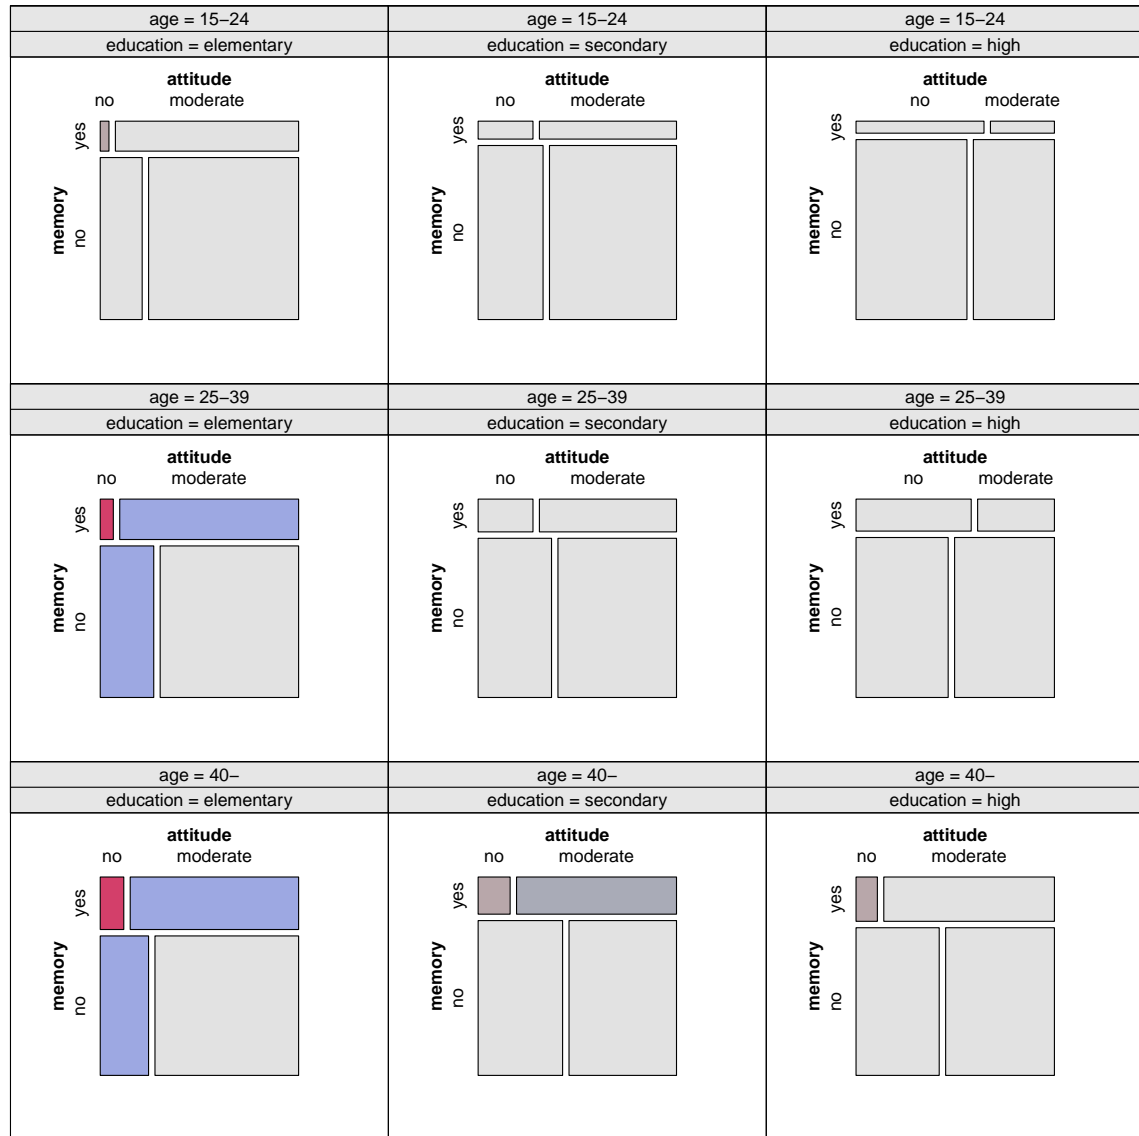 age = 15−24
education = elementary
attitude
no moderate
yes
memory
no
age = 15−24
education = secondary
attitude
no moderate
yes
memory
no
age = 15−24
education = high
attitude
no moderate
yes
memory
no
age = 25−39
education = elementary
attitude
no moderate
yes
memory
no
age = 25−39
education = secondary
attitude
no moderate
yes
memory
no
age = 25−39
education = high
attitude
no moderate
yes
memory
no
age = 40−
education = elementary
attitude
no moderate
yes
memory
no
age = 40−
education = secondary
attitude
no moderate
yes
memory
no
age = 40−
education = high
attitude
no moderate
yes
memory
no